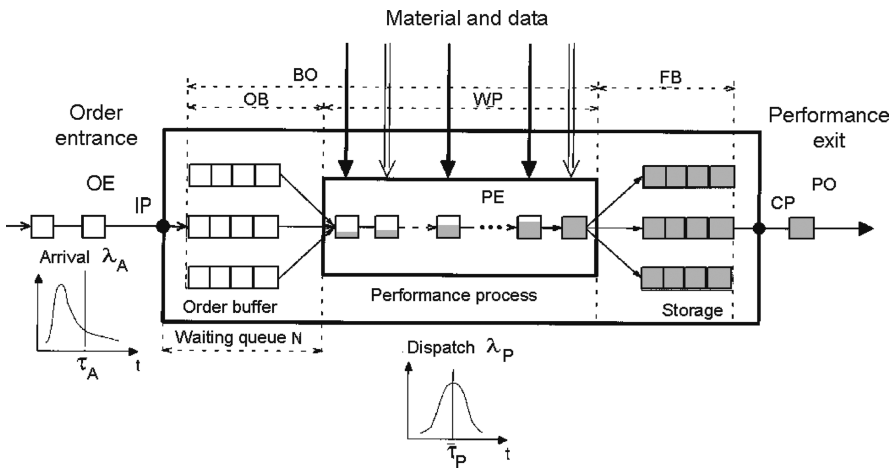 Material and data
BO
FB
OB
WP
Order
entrance
Performance
exit
OE
IP
PE
CP
PO
Arrival λA
Order buffer
Performance process
Storage
Waiting queue N
τA
t
Dispatch λP
τ̄P
t